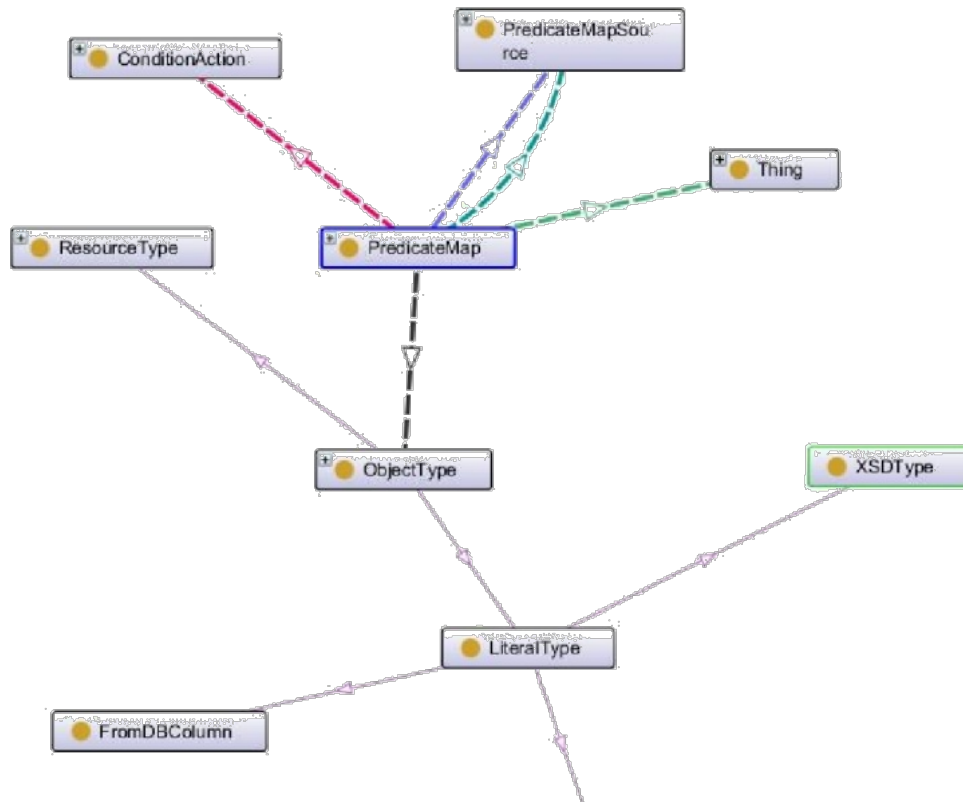 ConditionAction
PredicateMapSou
rce
Thing
ResourceType
PredicateMap
ObjectType
XSDType
LiteralType
FromDBColumn